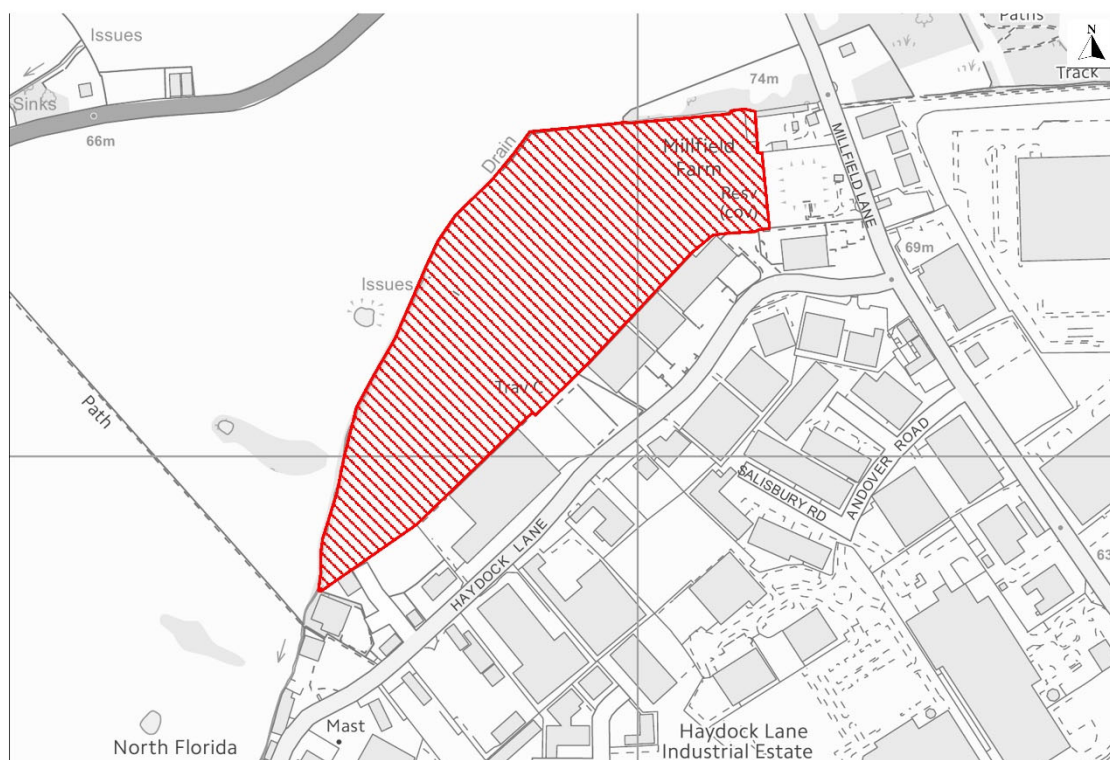 Issues
Paths
N
74m
Track
Sinks
66m
Drain
Millfield
Farm
MILLFIELD LANE
Resv
(cov)
69m
Issues
Trav C
Path
ANDOVER ROAD
SALISBURY RD
HAYDOCK LANE
63
Mast
North Florida
Haydock Lane
Industrial Estate